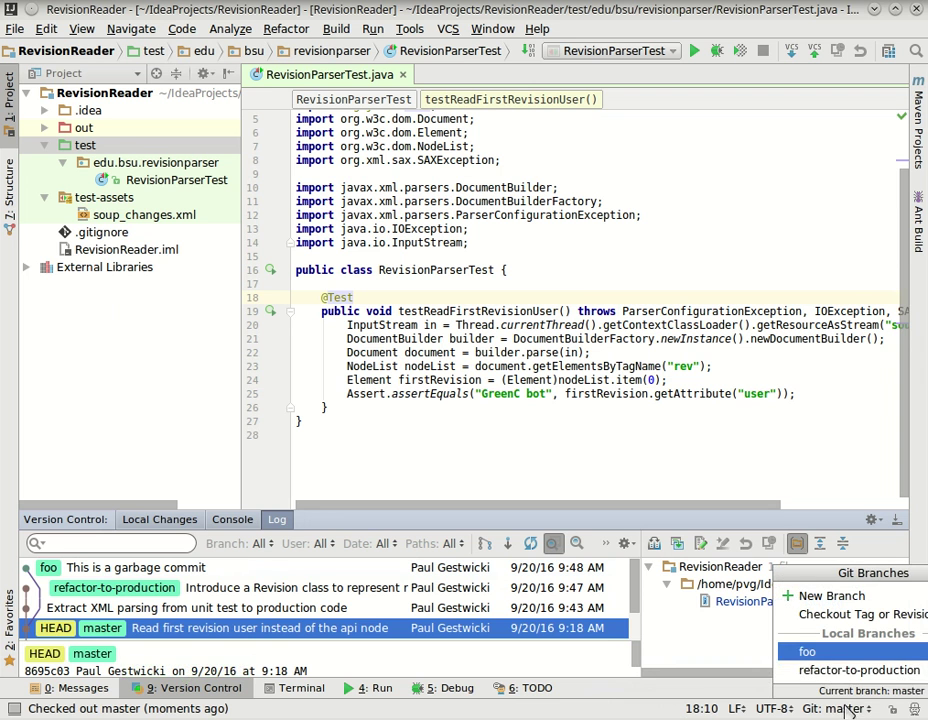 RevisionReader - [~/IdeaProjects/RevisionReader] - [RevisionReader] - ~/IdeaProjects/RevisionReader/test/edu/bsu/revisionparser/RevisionParserTest.java - I...
File Edit View Navigate Code Analyze Refactor Build Run Tools VCS Window Help
RevisionReader test edu bsu revisionparser RevisionParserTest RevisionParserTest VCS VCS
1: Project
7: Structure
2: Favorites
Project
RevisionReader ~/IdeaProjects/
.idea
out
test
edu.bsu.revisionparser
RevisionParserTest
test-assets
soup_changes.xml
.gitignore
RevisionReader.iml
External Libraries
RevisionParserTest.java
RevisionParserTest testReadFirstRevisionUser()
5 import org.w3c.dom.Document;
6 import org.w3c.dom.Element;
7 import org.w3c.dom.NodeList;
8 import org.xml.sax.SAXException;
9
10 import javax.xml.parsers.DocumentBuilder;
11 import javax.xml.parsers.DocumentBuilderFactory;
12 import javax.xml.parsers.ParserConfigurationException;
13 import java.io.IOException;
14 import java.io.InputStream;
15
16 public class RevisionParserTest {
17
18 @Test
19 public void testReadFirstRevisionUser() throws ParserConfigurationException, IOException, SA
20 InputStream in = Thread.currentThread().getContextClassLoader().getResourceAsStream("sou
21 DocumentBuilder builder = DocumentBuilderFactory.newInstance().newDocumentBuilder();
22 Document document = builder.parse(in);
23 NodeList nodeList = document.getElementsByTagName("rev");
24 Element firstRevision = (Element)nodeList.item(0);
25 Assert.assertEquals("GreenC bot", firstRevision.getAttribute("user"));
26 }
27 }
28
Maven Projects
Ant Build
Version Control: Local Changes Console Log
Branch: All User: All Date: All Paths: All
foo This is a garbage commit Paul Gestwicki 9/20/16 9:48 AM
refactor-to-production Introduce a Revision class to represent r Paul Gestwicki 9/20/16 9:47 AM
Extract XML parsing from unit test to production code Paul Gestwicki 9/20/16 9:43 AM
HEAD master Read first revision user instead of the api node Paul Gestwicki 9/20/16 9:18 AM
HEAD master
8695c03 Paul Gestwicki on 9/20/16 at 9:18 AM
RevisionReader 1
/home/pvg/Id
RevisionPa
Git Branches
New Branch
Checkout Tag or Revisio
Local Branches
foo
refactor-to-production
Current branch: master
0: Messages 9: Version Control Terminal 4: Run 5: Debug 6: TODO
Checked out master (moments ago) 18:10 LF UTF-8 Git: master